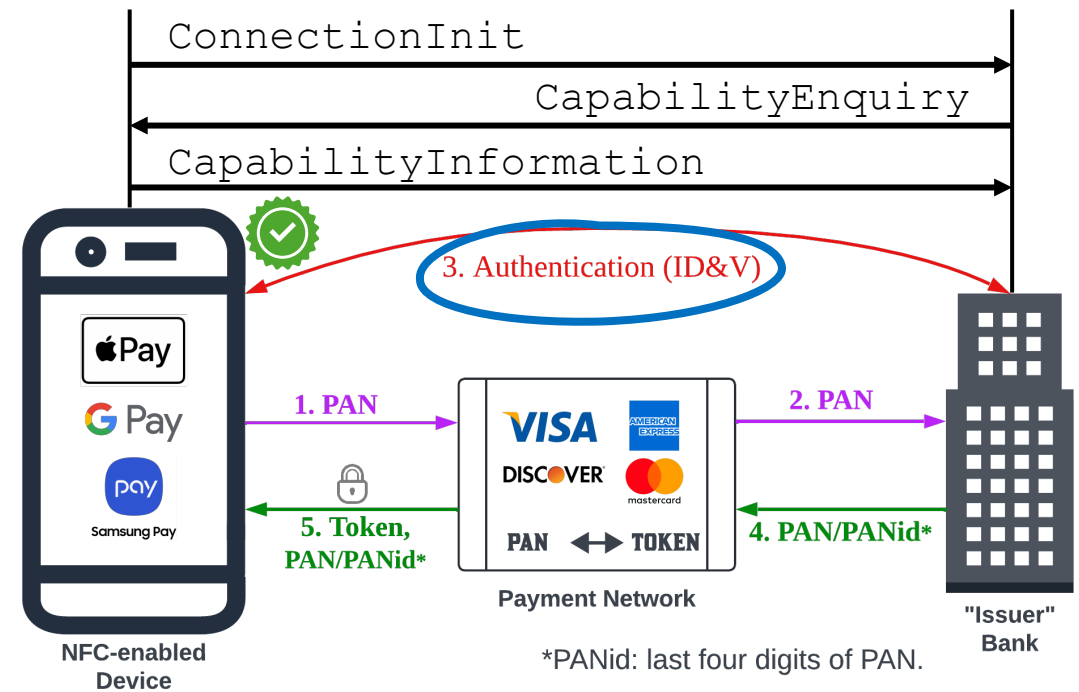 ConnectionInit
CapabilityEnquiry
CapabilityInformation
3. Authentication (ID&V)
Pay
G Pay
pay
Samsung Pay
1. PAN
2. PAN
VISA
AMERICAN
EXPRESS
DISCOVER
mastercard
PAN
TOKEN
5. Token,
PAN/PANid*
4. PAN/PANid*
Payment Network
NFC-enabled
Device
"Issuer"
Bank
*PANid: last four digits of PAN.